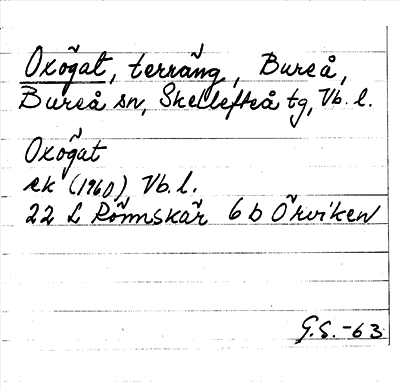 Oxögat, terräng, Bureå,
Bureå sn, Skellefteå tg, Vb. l.
Oxögat
ek (1960) Vb. l.
22 L Rönnskär 6 b Örviken
G.S. -63